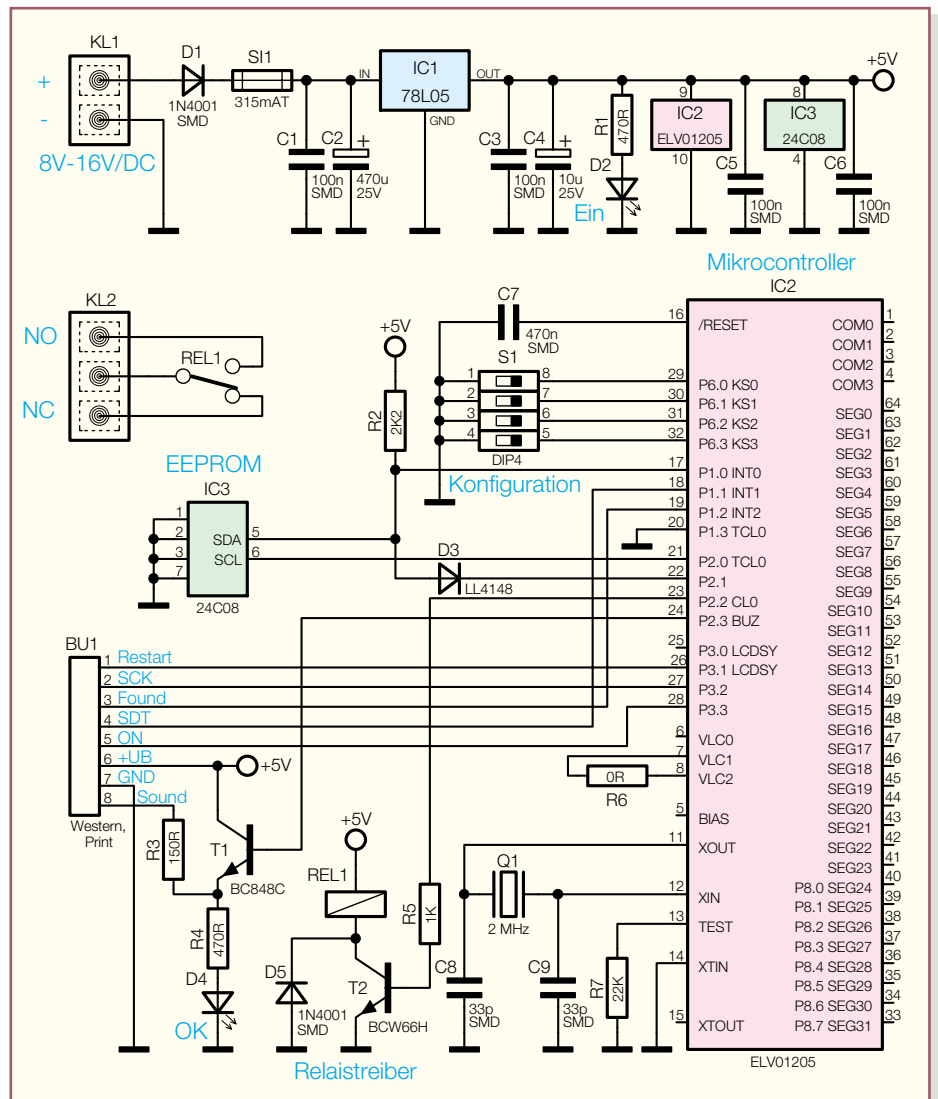 KL1
+
-
8V-16V/DC
D1
1N4001
SMD
SI1
315mAT
C1
100n
SMD
C2
+
470u
25V
IN
IC1
78L05
OUT
GND
C3
100n
SMD
C4
+
10u
25V
R1
470R
D2
Ein
9
IC2
ELV01205
10
C5
100n
SMD
8
IC3
24C08
4
C6
100n
SMD
+5V
KL2
NO
NC
REL1
+5V
R2
2K2
C7
470n
SMD
S1
1 8
2 7
3 6
4 5
DIP4
Konfiguration
EEPROM
IC3
1
2
3
7
SDA 5
SCL 6
24C08
D3
LL4148
BU1
1 Restart
2 SCK
3 Found
4 SDT
5 ON
6 +UB
7 GND
8 Sound
Western,
Print
+5V
R3
150R
T1
BC848C
R4
470R
D4
OK
+5V
REL1
D5
1N4001
SMD
T2
BCW66H
R5
1K
Relaistreiber
Q1
2 MHz
C8
33p
SMD
C9
33p
SMD
R7
22K
R6
0R
Mikrocontroller
IC2
16 /RESET
29 P6.0 KS0
30 P6.1 KS1
31 P6.2 KS2
32 P6.3 KS3
17 P1.0 INT0
18 P1.1 INT1
19 P1.2 INT2
20 P1.3 TCL0
21 P2.0 TCL0
22 P2.1
23 P2.2 CL0
24 P2.3 BUZ
25 P3.0 LCDSY
26 P3.1 LCDSY
27 P3.2
28 P3.3
6 VLC0
7 VLC1
8 VLC2
5 BIAS
11 XOUT
12 XIN
13 TEST
14 XTIN
15 XTOUT
COM0 1
COM1 2
COM2 3
COM3 4
SEG0 64
SEG1 63
SEG2 62
SEG3 61
SEG4 60
SEG5 59
SEG6 58
SEG7 57
SEG8 56
SEG9 55
SEG10 54
SEG11 53
SEG12 52
SEG13 51
SEG14 50
SEG15 49
SEG16 48
SEG17 47
SEG18 46
SEG19 45
SEG20 44
SEG21 43
SEG22 42
SEG23 41
P8.0 SEG24 40
P8.1 SEG25 39
P8.2 SEG26 38
P8.3 SEG27 37
P8.4 SEG28 36
P8.5 SEG29 35
P8.6 SEG30 34
P8.7 SEG31 33
ELV01205